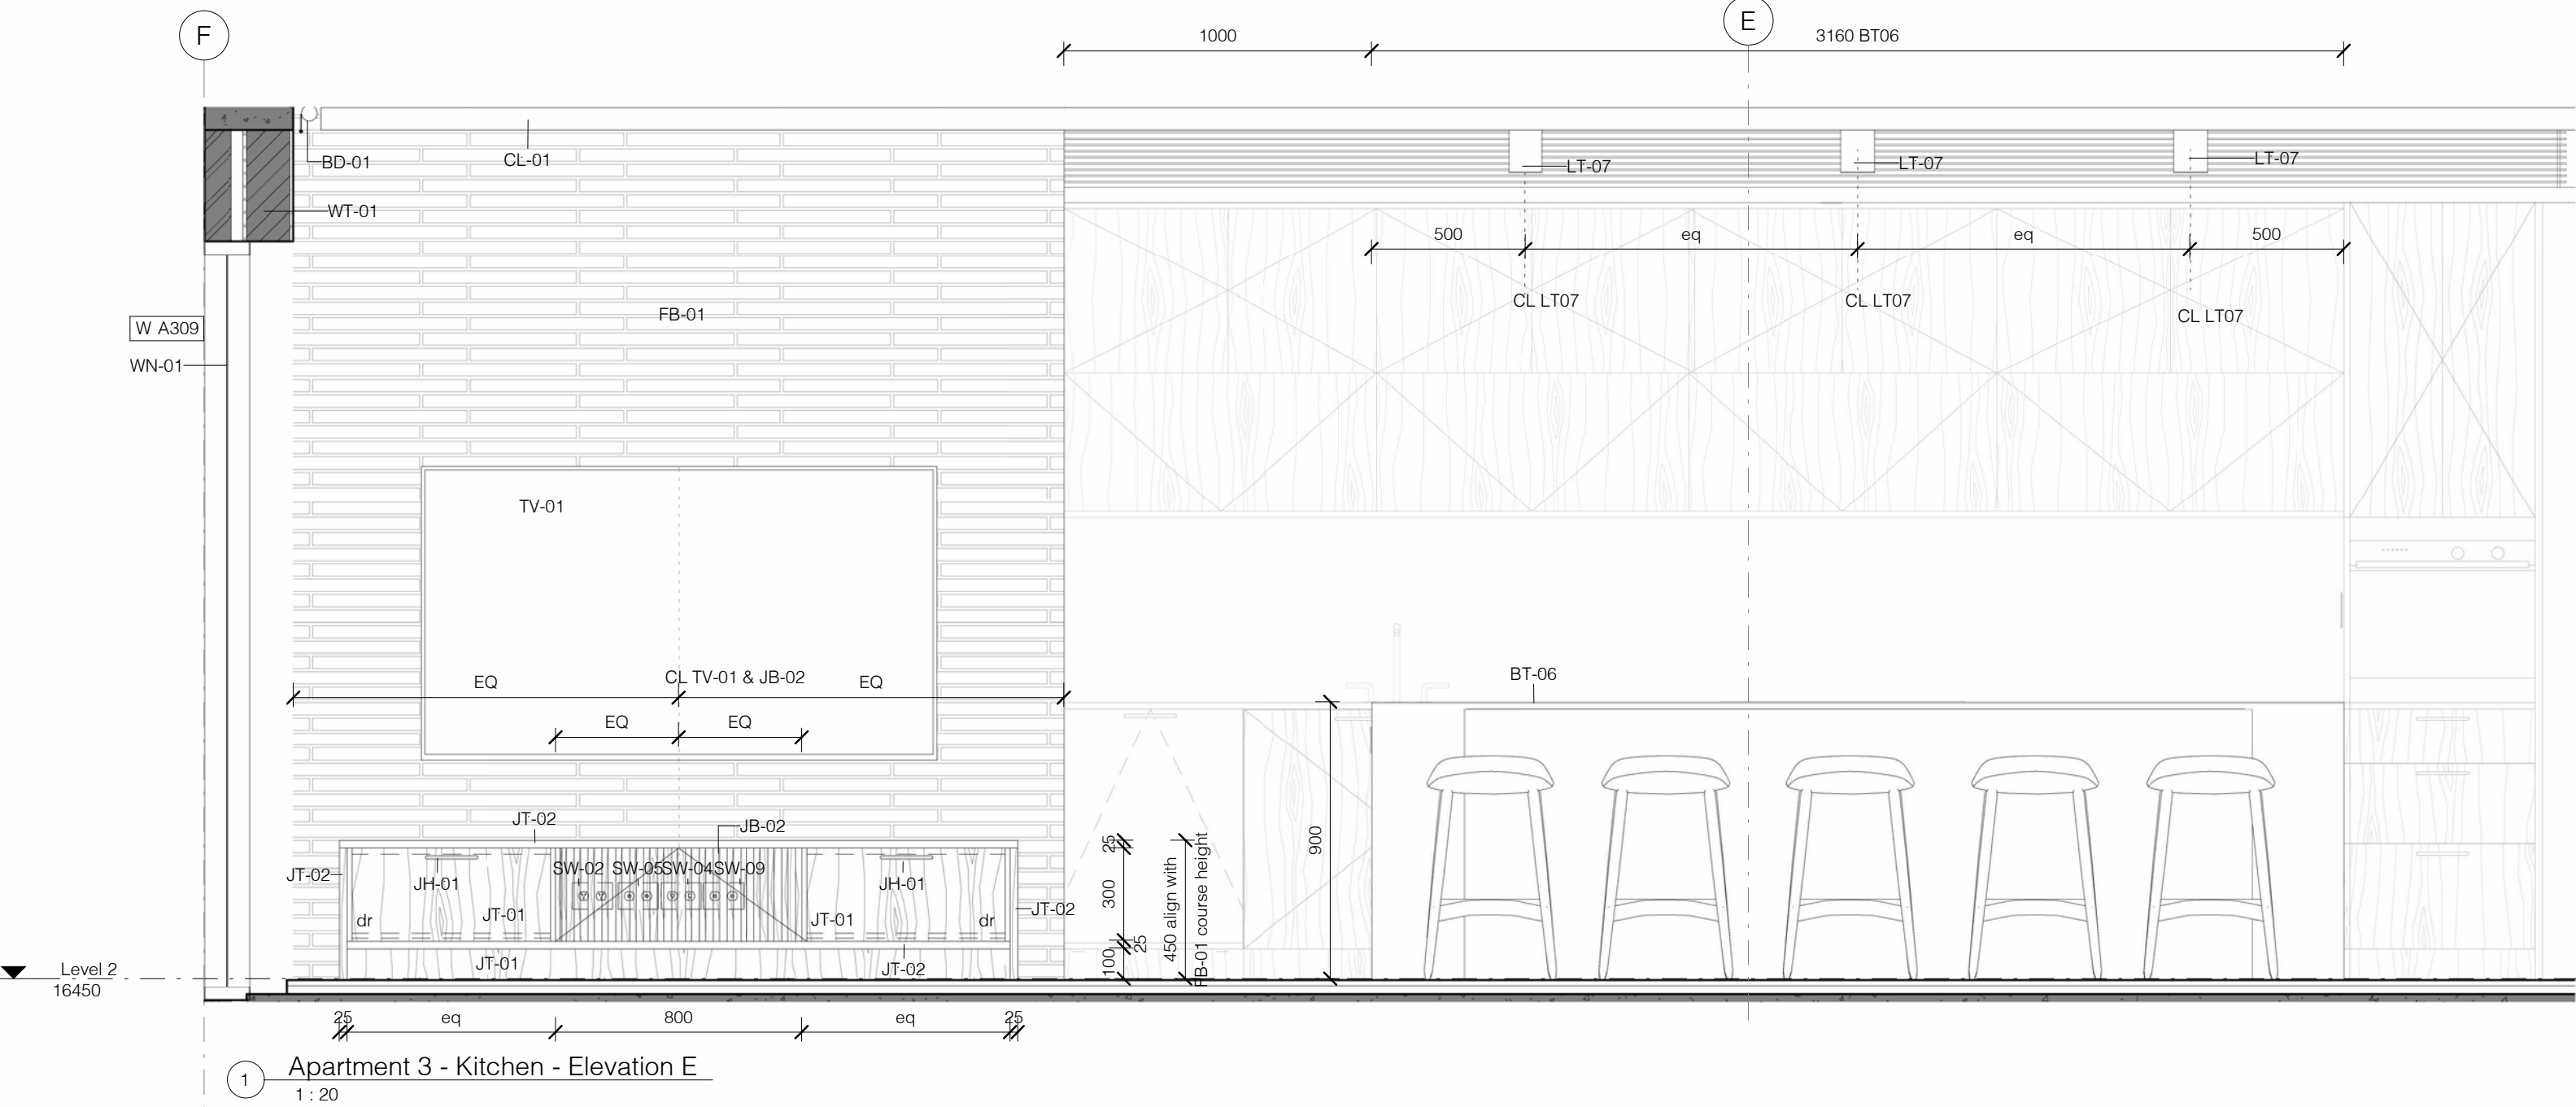 F
E
1000
3160 BT06
BD-01
CL-01
WT-01
LT-07
LT-07
LT-07
500
eq
eq
500
CL LT07
CL LT07
CL LT07
FB-01
W A309
WN-01
TV-01
CL TV-01 & JB-02
EQ
EQ
EQ
EQ
BT-06
JT-02
JB-02
JT-02
JH-01
SW-02
SW-05
SW-04
SW-09
JH-01
JT-01
JT-01
dr
dr
JT-02
JT-01
JT-02
25
300
25
100
450 align with
FB-01 course height
900
Level 2
16450
25
eq
800
eq
25
1
Apartment 3 - Kitchen - Elevation E
1 : 20